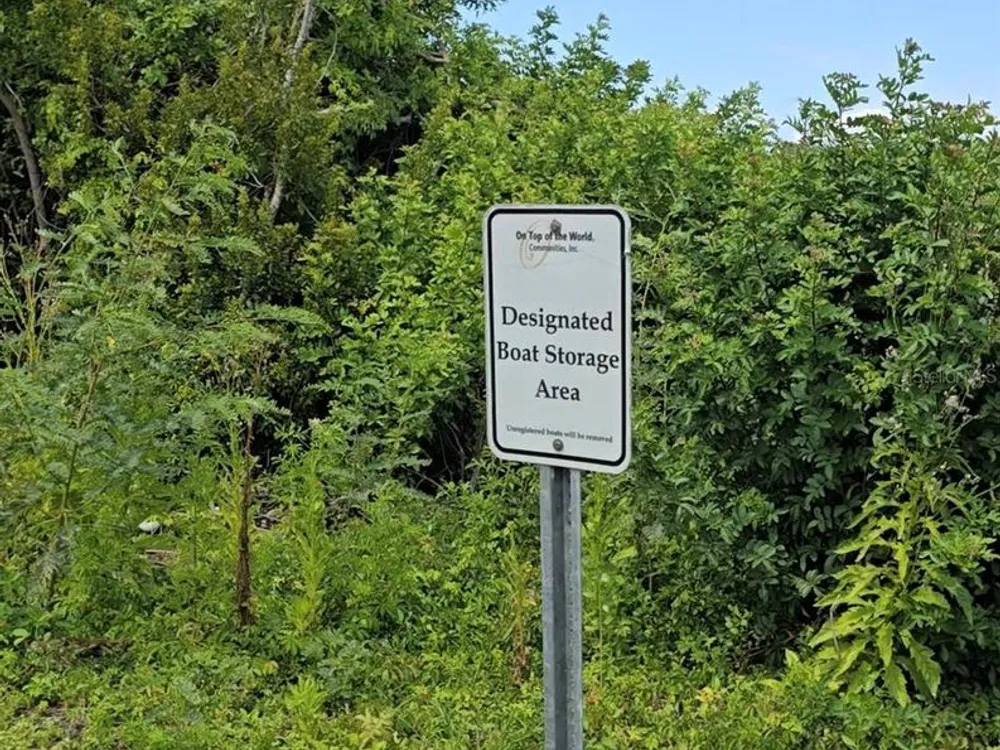 On Top of the World.
Communities, Inc.
Designated
Boat Storage
Area
Unregistered boats will be removed